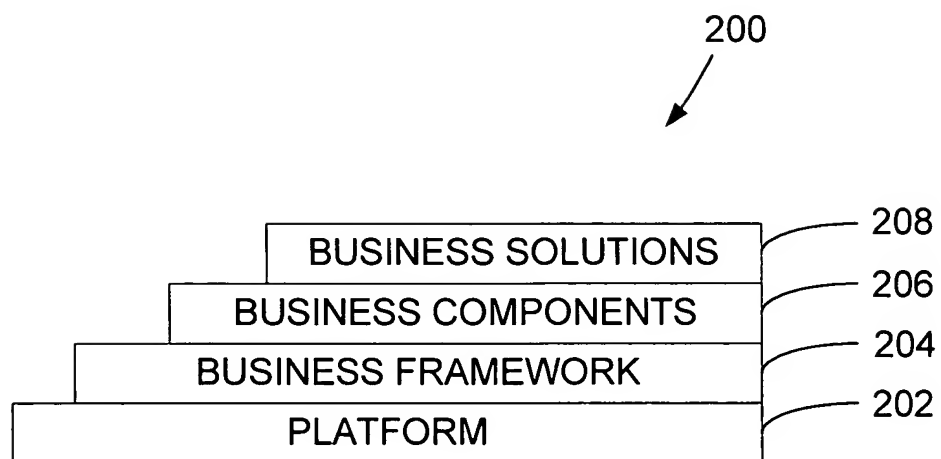 200
BUSINESS SOLUTIONS 208
BUSINESS COMPONENTS 206
BUSINESS FRAMEWORK 204
PLATFORM 202